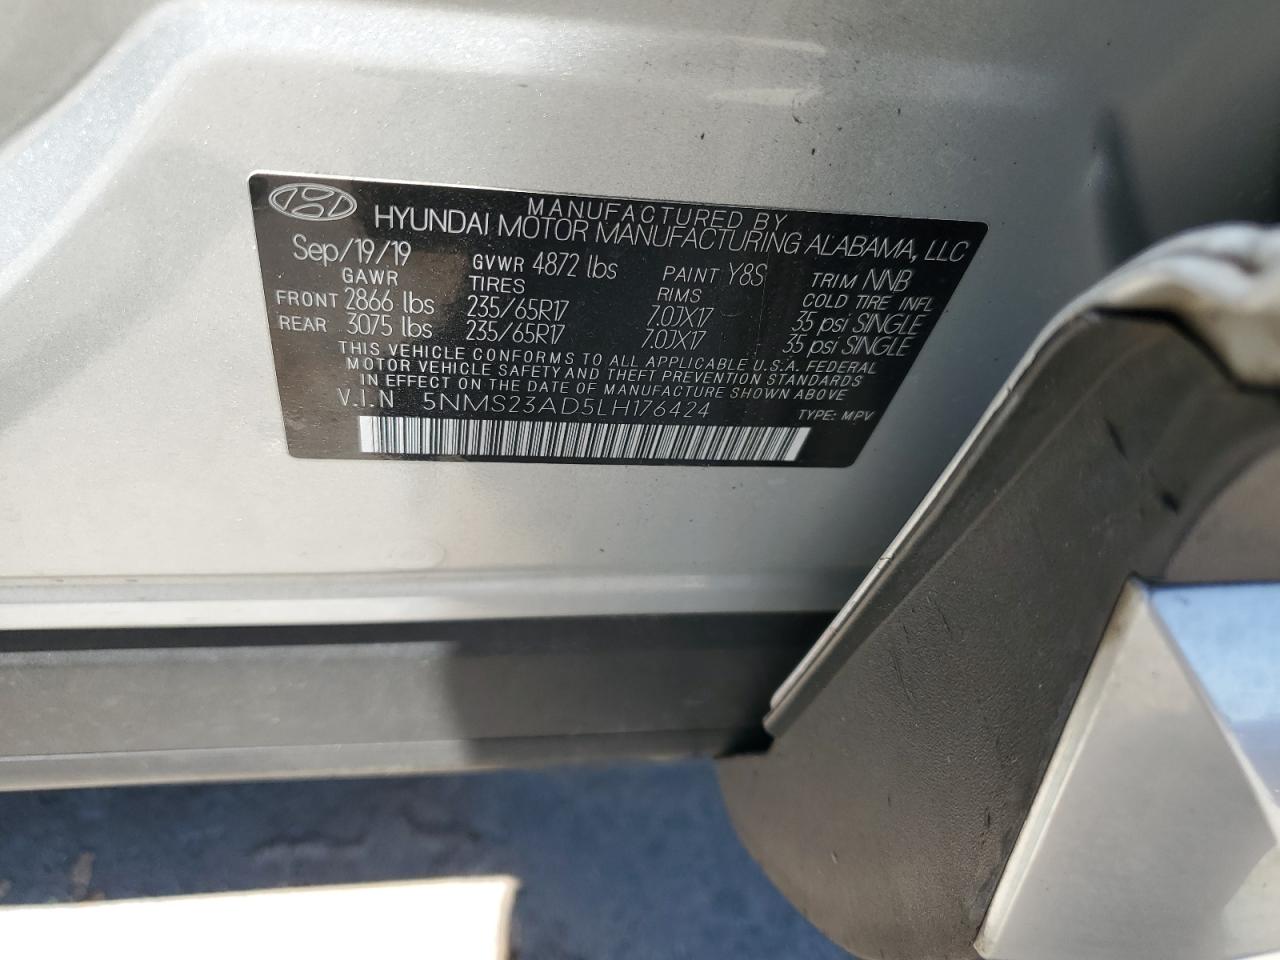 MANUFACTURED BY
HYUNDAI MOTOR MANUFACTURING ALABAMA, LLC
Sep/19/19 GVWR 4872 lbs PAINT Y8S TRIM NNB
GAWR TIRES RIMS COLD TIRE INFL
FRONT 2866 lbs 235/65R17 7.0JX17 35 psi SINGLE
REAR 3075 lbs 235/65R17 7.0JX17 35 psi SINGLE
THIS VEHICLE CONFORMS TO ALL APPLICABLE U.S.A. FEDERAL
MOTOR VEHICLE SAFETY AND THEFT PREVENTION STANDARDS
IN EFFECT ON THE DATE OF MANUFACTURE SHOWN ABOVE
V.I.N 5NMS23AD5LH176424 TYPE: MPV